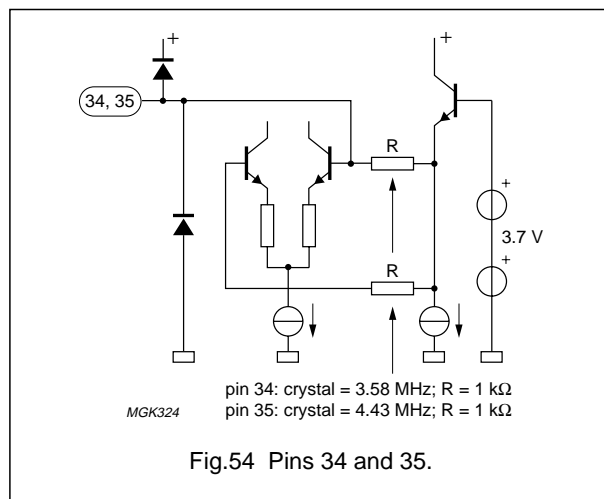 +
+
34, 35
R
+
3.7 V
R
+
pin 34: crystal = 3.58 MHz; R = 1 kΩ
pin 35: crystal = 4.43 MHz; R = 1 kΩ
MGK324
Fig.54 Pins 34 and 35.